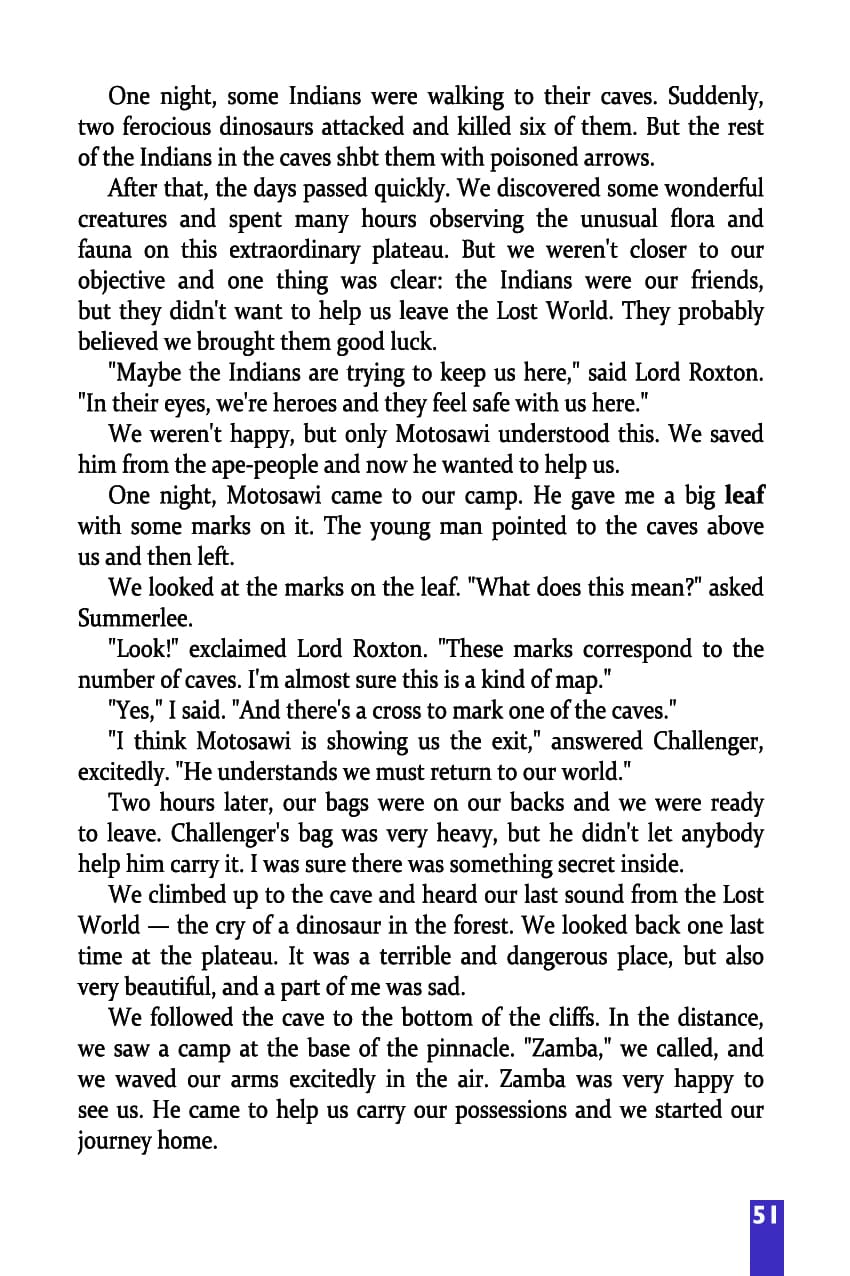 One night, some Indians were walking to their caves. Suddenly,
two ferocious dinosaurs attacked and killed six of them. But the rest
of the Indians in the caves shbt them with poisoned arrows.
After that, the days passed quickly. We discovered some wonderful
creatures and spent many hours observing the unusual flora and
fauna on this extraordinary plateau. But we weren't closer to our
objective and one thing was clear: the Indians were our friends,
but they didn't want to help us leave the Lost World. They probably
believed we brought them good luck.
"Maybe the Indians are trying to keep us here," said Lord Roxton.
"In their eyes, we're heroes and they feel safe with us here."
We weren't happy, but only Motosawi understood this. We saved
him from the ape-people and now he wanted to help us.
One night, Motosawi came to our camp. He gave me a big leaf
with some marks on it. The young man pointed to the caves above
us and then left.
We looked at the marks on the leaf. "What does this mean?" asked
Summerlee.
"Look!" exclaimed Lord Roxton. "These marks correspond to the
number of caves. I'm almost sure this is a kind of map."
"Yes," I said. "And there's a cross to mark one of the caves."
"I think Motosawi is showing us the exit," answered Challenger,
excitedly. "He understands we must return to our world."
Two hours later, our bags were on our backs and we were ready
to leave. Challenger's bag was very heavy, but he didn't let anybody
help him carry it. I was sure there was something secret inside.
We climbed up to the cave and heard our last sound from the Lost
World — the cry of a dinosaur in the forest. We looked back one last
time at the plateau. It was a terrible and dangerous place, but also
very beautiful, and a part of me was sad.
We followed the cave to the bottom of the cliffs. In the distance,
we saw a camp at the base of the pinnacle. "Zamba," we called, and
we waved our arms excitedly in the air. Zamba was very happy to
see us. He came to help us carry our possessions and we started our
journey home.
51